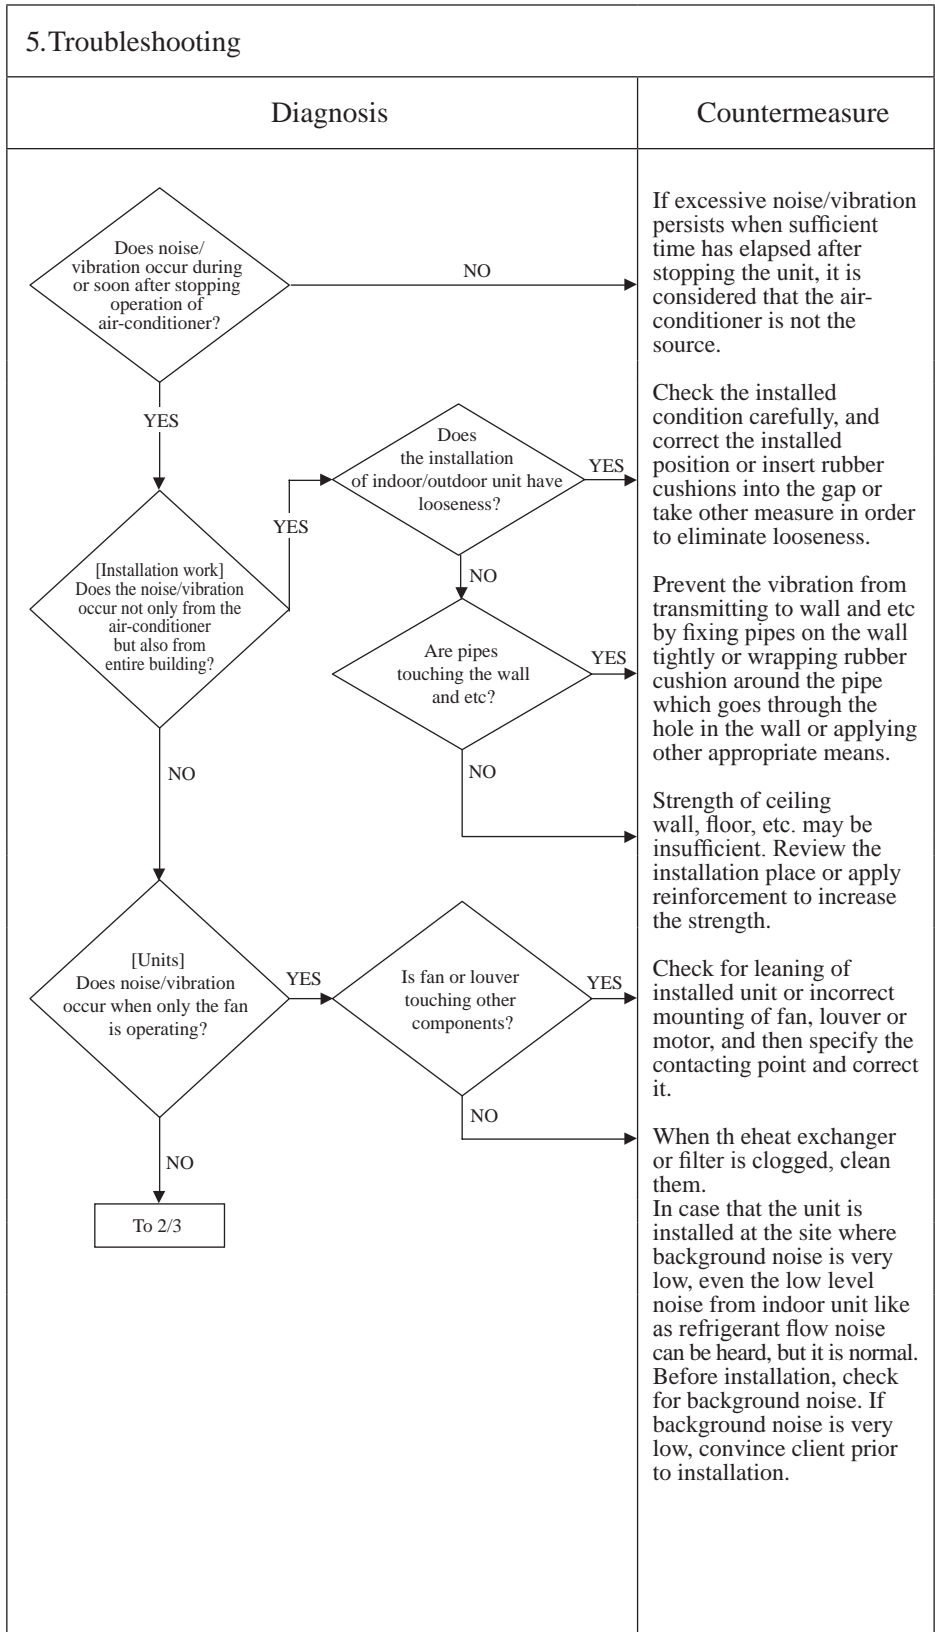 5.Troubleshooting
Diagnosis
Countermeasure
Does noise/
vibration occur during
or soon after stopping
operation of
air-conditioner?
NO
If excessive noise/vibration
persists when sufficient
time has elapsed after
stopping the unit, it is
considered that the air-
conditioner is not the
source.
YES
[Installation work]
Does the noise/vibration
occur not only from the
air-conditioner
but also from
entire building?
YES
Does
the installation
of indoor/outdoor unit have
looseness?
YES
Check the installed
condition carefully, and
correct the installed
position or insert rubber
cushions into the gap or
take other measure in order
to eliminate looseness.
NO
Are pipes
touching the wall
and etc?
YES
Prevent the vibration from
transmitting to wall and etc
by fixing pipes on the wall
tightly or wrapping rubber
cushion around the pipe
which goes through the
hole in the wall or applying
other appropriate means.
NO
Strength of ceiling
wall, floor, etc. may be
insufficient. Review the
installation place or apply
reinforcement to increase
the strength.
NO
[Units]
Does noise/vibration
occur when only the fan
is operating?
YES
Is fan or louver
touching other
components?
YES
Check for leaning of
installed unit or incorrect
mounting of fan, louver or
motor, and then specify the
contacting point and correct
it.
NO
When th eheat exchanger
or filter is clogged, clean
them.
In case that the unit is
installed at the site where
background noise is very
low, even the low level
noise from indoor unit like
as refrigerant flow noise
can be heard, but it is normal.
Before installation, check
for background noise. If
background noise is very
low, convince client prior
to installation.
NO
To 2/3